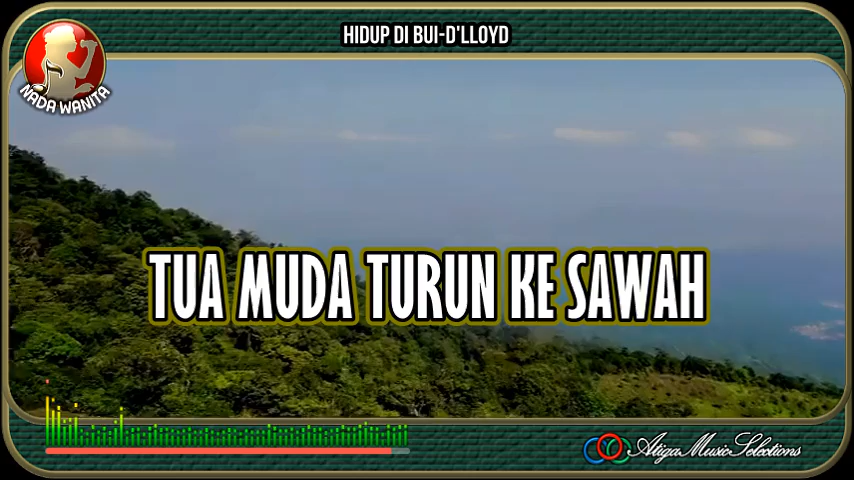 HIDUP DI BUI-D'LLOYD
NADA WANITA
TUA MUDA TURUN KE SAWAH
AtigaMusicSelections